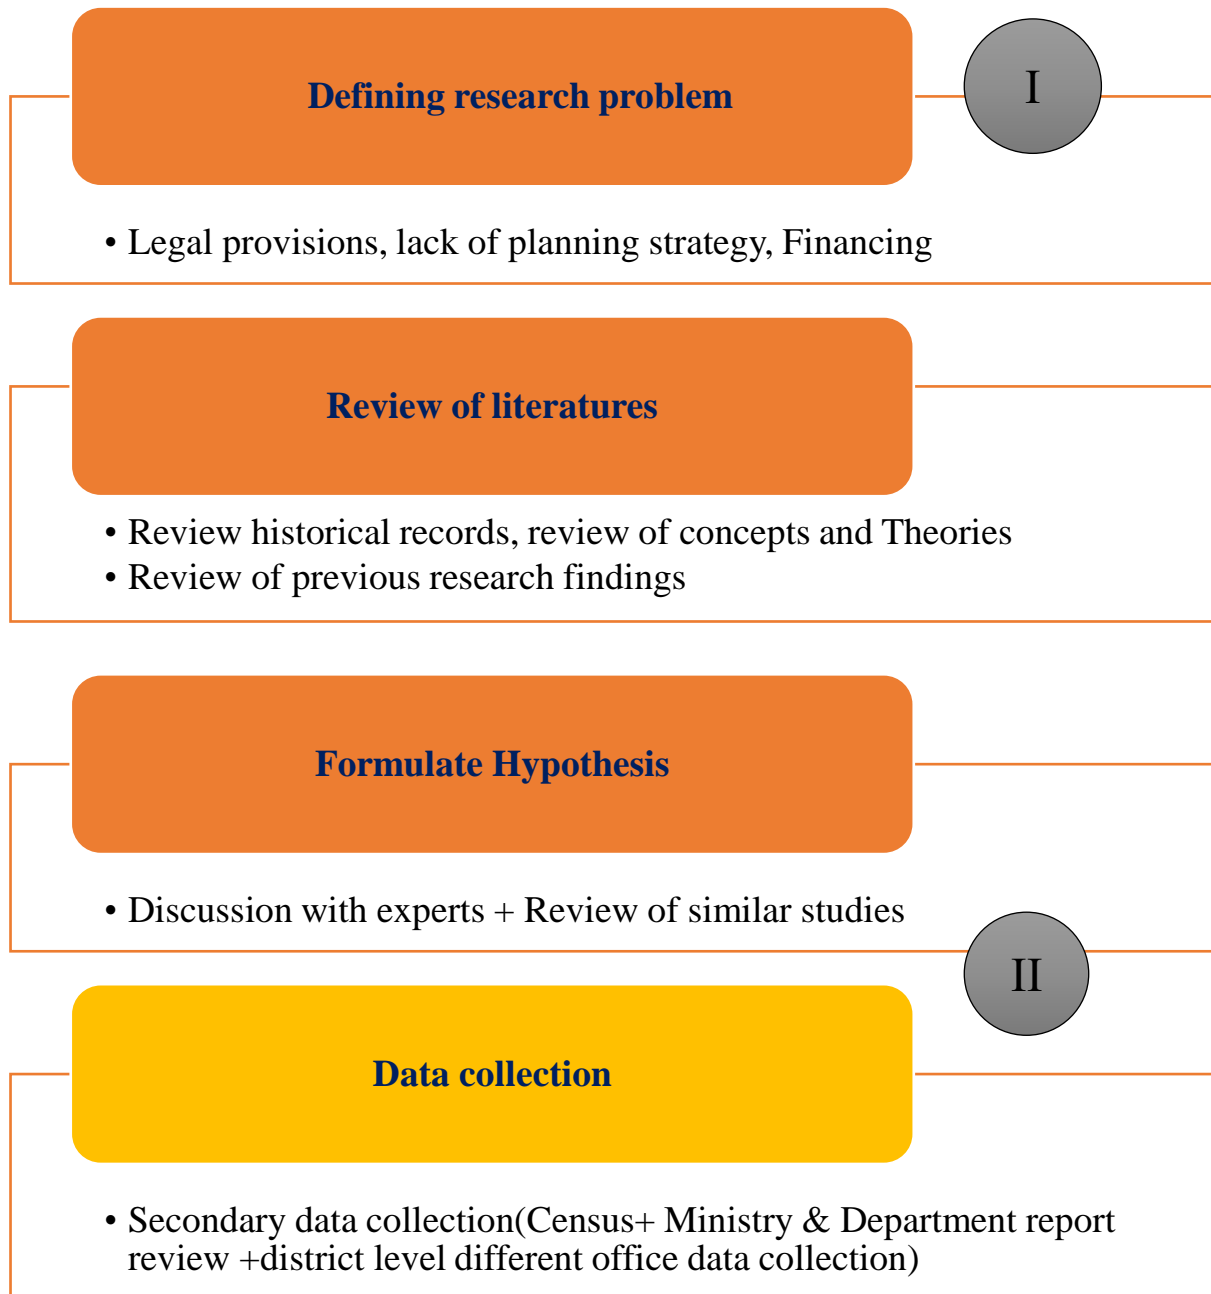 Defining research problem
I
• Legal provisions, lack of planning strategy, Financing
Review of literatures
• Review historical records, review of concepts and Theories
• Review of previous research findings
Formulate Hypothesis
• Discussion with experts + Review of similar studies
II
Data collection
• Secondary data collection(Census+ Ministry & Department report
review +district level different office data collection)